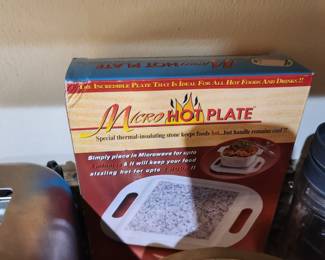 MICRO HOT PLATE
THE INCREDIBLE PLATE THAT IS IDEAL FOR ALL HOT FOODS AND DRINKS !!
MICRO HOT PLATE
Special thermal-insulating stone keeps foods hot...but handle remains cool !!
Simply place in Microwave for upto
& it will keep your food
sizzling hot for upto